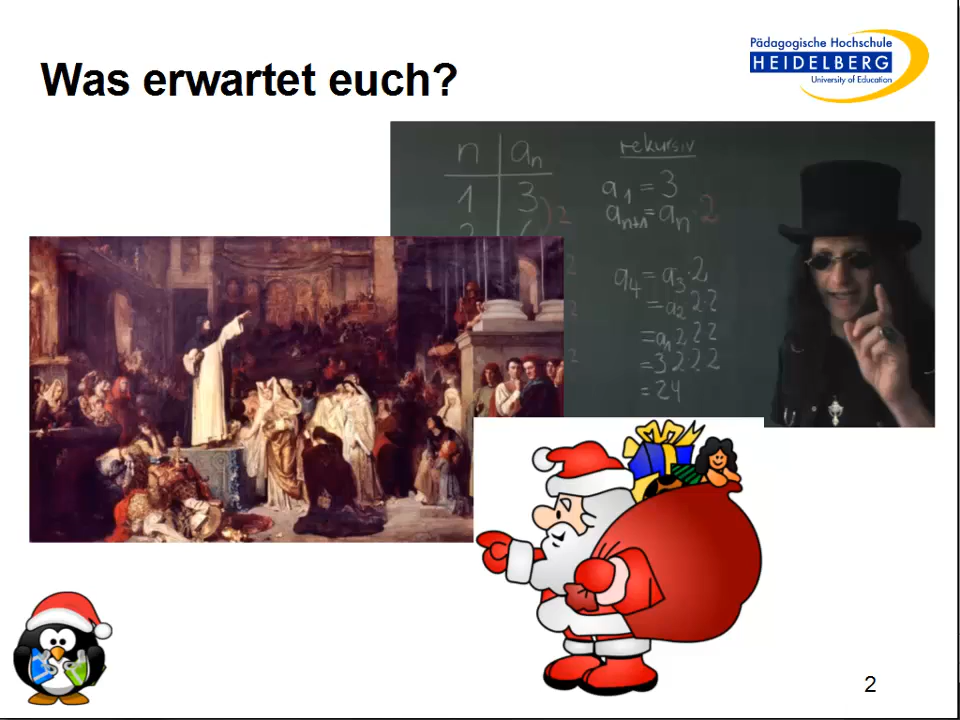 Was erwartet euch?
Pädagogische Hochschule
HEIDELBERG
University of Education
n aₙ
1 3
2
rekursiv
a₁ = 3
aₙ₊₁ = aₙ · 2
a₄ = a₃ · 2
= a₂ 2 · 2
= a₁ 2 2 2
= 3 2 2 2
= 24
2